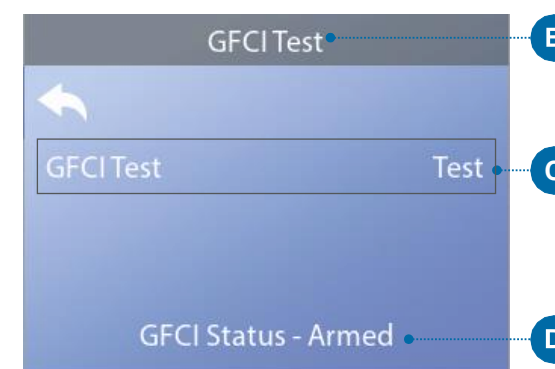 GFCI Test
B
GFCI Test Test
C
GFCI Status - Armed
D